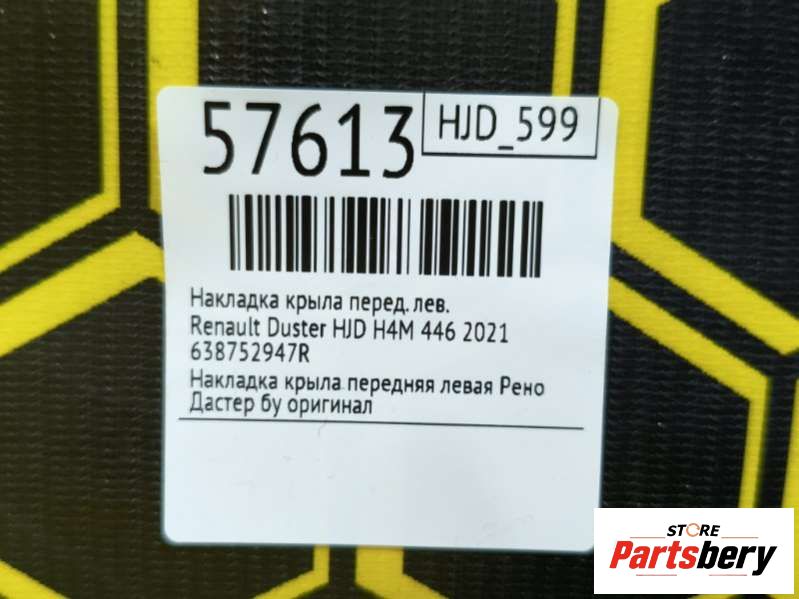 57613
HJD_599
Накладка крыла перед. лев.
Renault Duster HJD H4M 446 2021
638752947R
Накладка крыла передняя левая Рено
Дастер бу оригинал
STORE
Partsbery